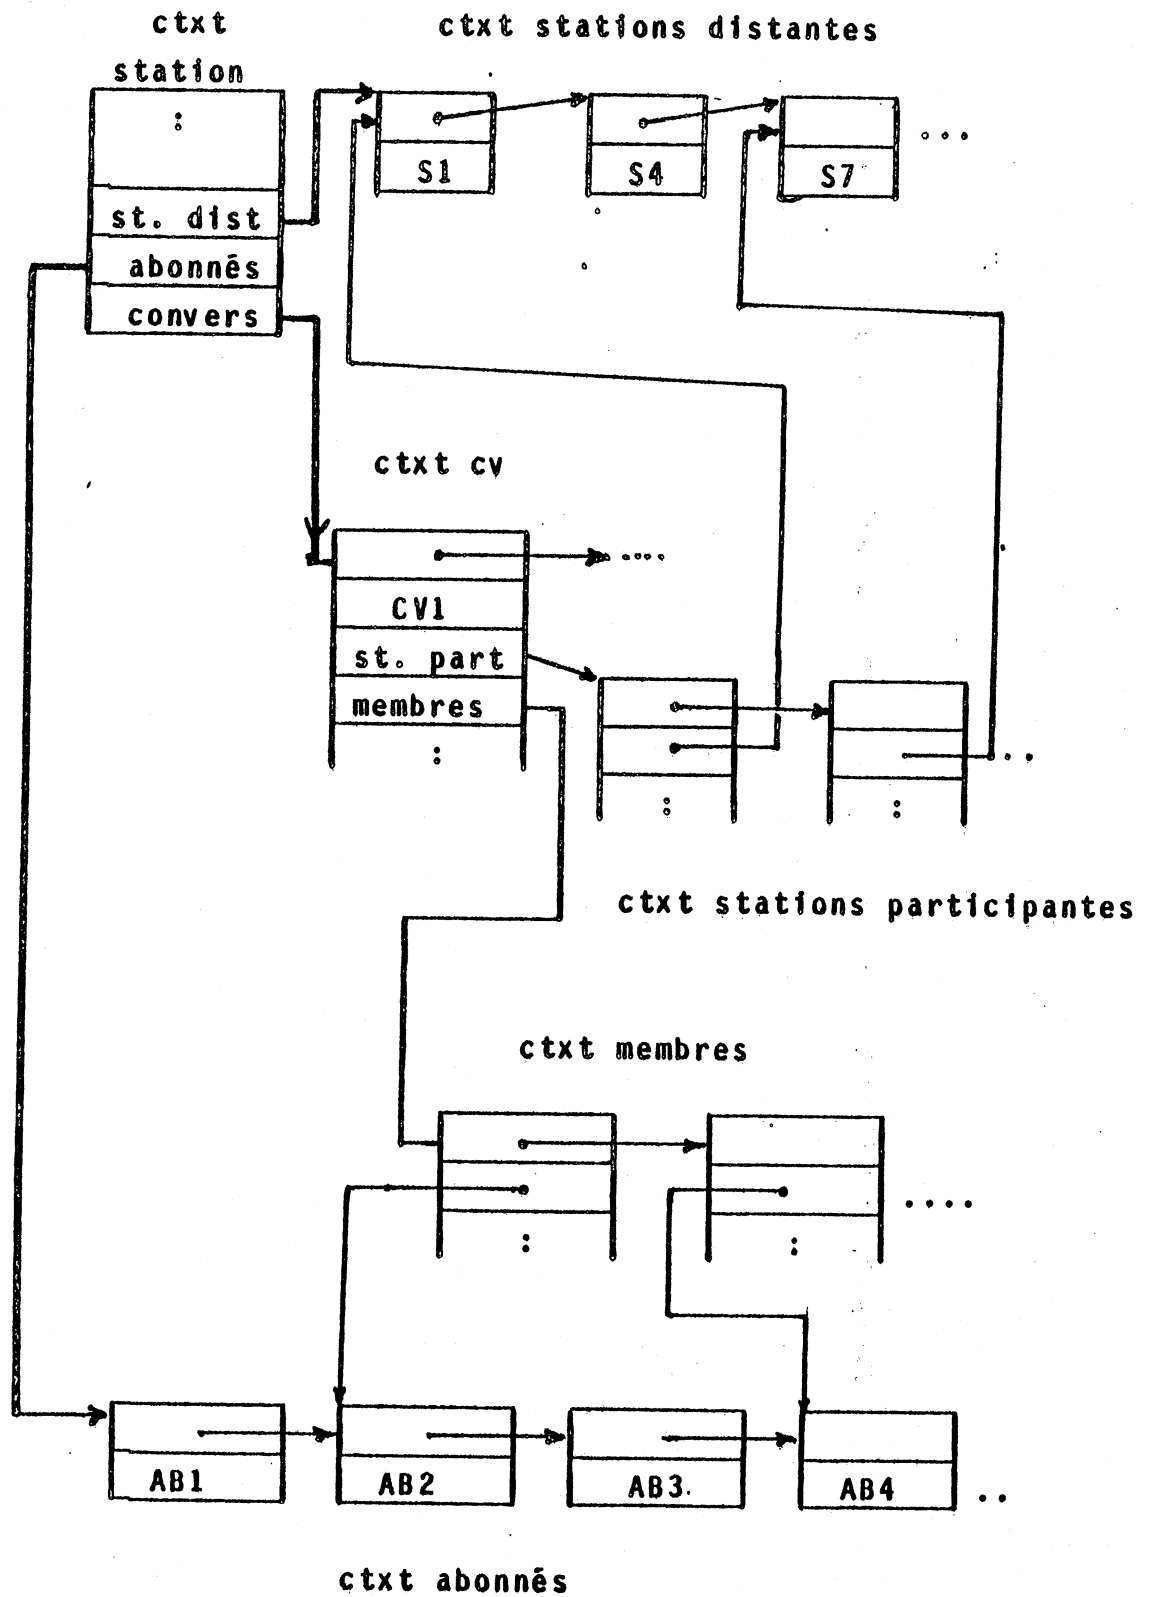 ctxt
station
ctxt stations distantes
:
st. dist
abonnés
convers
S1
S4
S7
...
ctxt cv
....
CV1
st. part
membres
:
:
:
..
ctxt stations participantes
ctxt membres
....
:
:
AB1
AB2
AB3.
AB4
..
ctxt abonnés